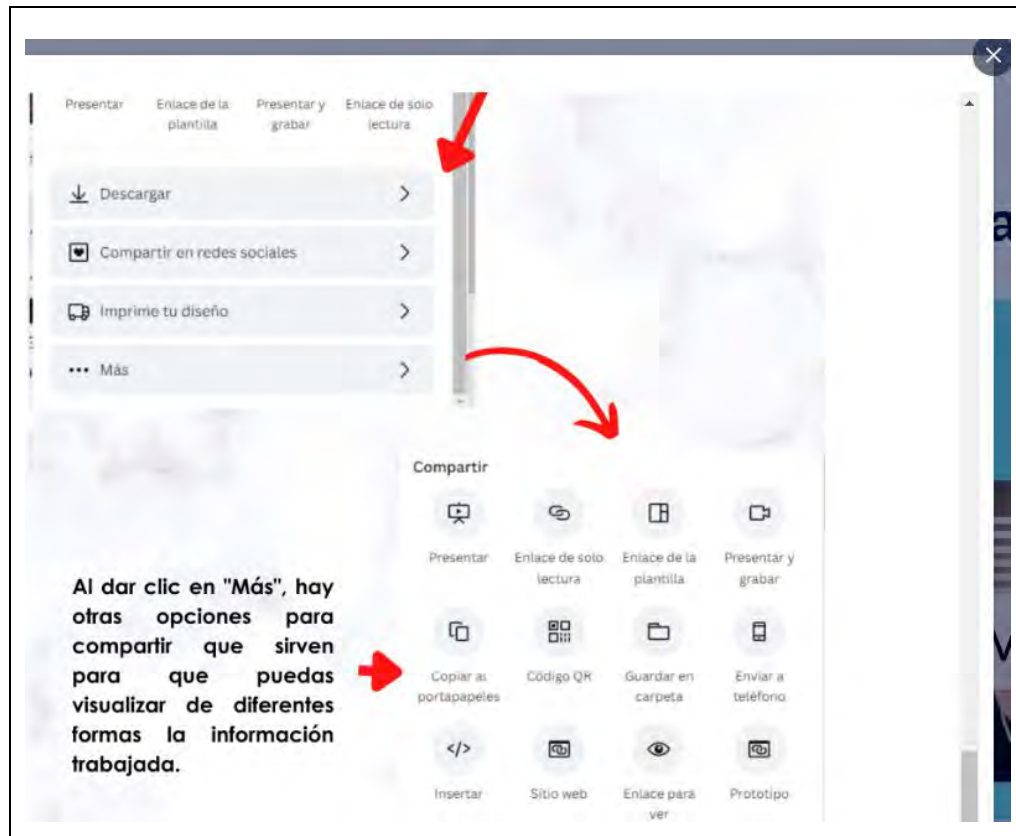 Presentar Enlace de la plantilla Presentar y grabar Enlace de solo lectura
Descargar
Compartir en redes sociales
Imprime tu diseño
Más
Compartir
Presentar Enlace de solo lectura Enlace de la plantilla Presentar y grabar
Al dar clic en "Más", hay
otras opciones para
compartir que sirven
para que puedas
visualizar de diferentes
formas la información
trabajada.
Copiar al portapapeles Código QR Guardar en carpeta Enviar a teléfono
Insertar Sitio web Enlace para ver Prototipo